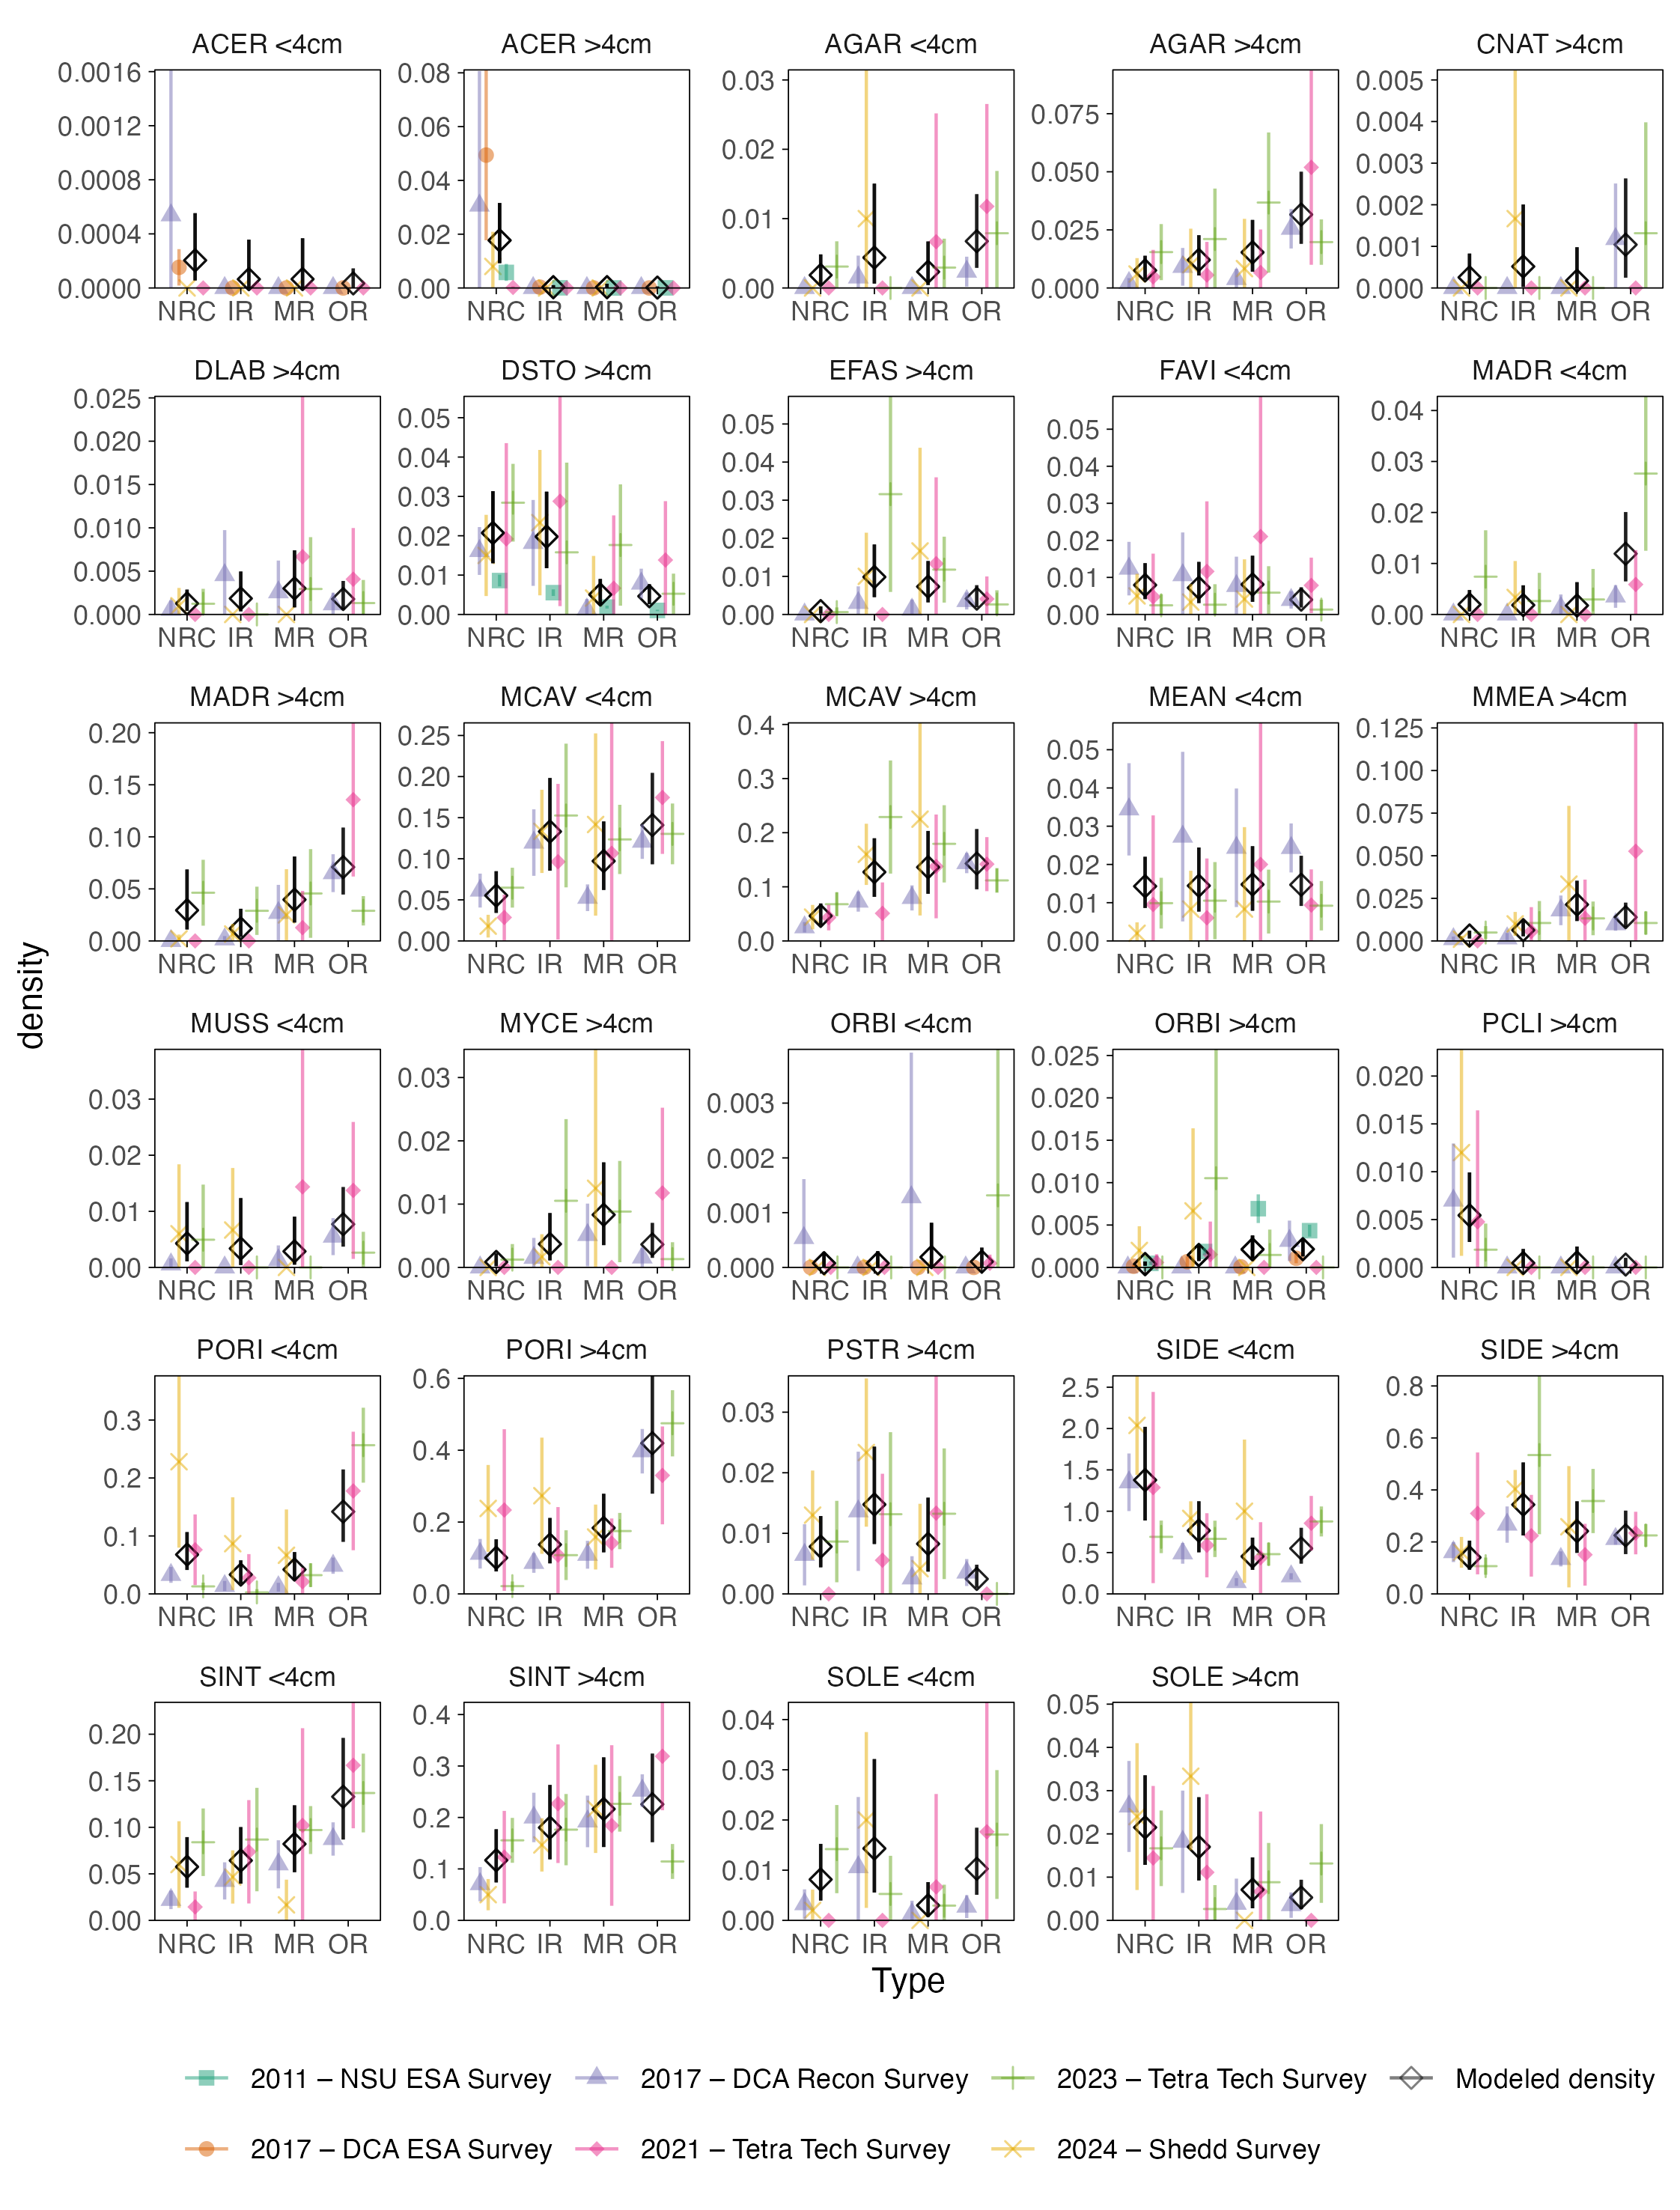 ACER <4cm ACER >4cm AGAR <4cm AGAR >4cm CNAT >4cm
0.0016 0.0012 0.0008 0.0004 0.0000
0.08 0.06 0.04 0.02 0.00
0.03 0.02 0.01 0.00
0.075 0.050 0.025 0.000
0.005 0.004 0.003 0.002 0.001 0.000
NRC IR MR OR NRC IR MR OR NRC IR MR OR NRC IR MR OR NRC IR MR OR
DLAB >4cm DSTO >4cm EFAS >4cm FAVI <4cm MADR <4cm
0.025 0.020 0.015 0.010 0.005 0.000
0.05 0.04 0.03 0.02 0.01 0.00
0.05 0.04 0.03 0.02 0.01 0.00
0.05 0.04 0.03 0.02 0.01 0.00
0.04 0.03 0.02 0.01 0.00
NRC IR MR OR NRC IR MR OR NRC IR MR OR NRC IR MR OR NRC IR MR OR
MADR >4cm MCAV <4cm MCAV >4cm MEAN <4cm MMEA >4cm
0.20 0.15 0.10 0.05 0.00
0.25 0.20 0.15 0.10 0.05 0.00
0.4 0.3 0.2 0.1 0.0
0.05 0.04 0.03 0.02 0.01 0.00
0.125 0.100 0.075 0.050 0.025 0.000
NRC IR MR OR NRC IR MR OR NRC IR MR OR NRC IR MR OR NRC IR MR OR
density
MUSS <4cm MYCE >4cm ORBI <4cm ORBI >4cm PCLI >4cm
0.03 0.02 0.01 0.00
0.03 0.02 0.01 0.00
0.003 0.002 0.001 0.000
0.025 0.020 0.015 0.010 0.005 0.000
0.020 0.015 0.010 0.005 0.000
NRC IR MR OR NRC IR MR OR NRC IR MR OR NRC IR MR OR NRC IR MR OR
PORI <4cm PORI >4cm PSTR >4cm SIDE <4cm SIDE >4cm
0.3 0.2 0.1 0.0
0.6 0.4 0.2 0.0
0.03 0.02 0.01 0.00
2.5 2.0 1.5 1.0 0.5 0.0
0.8 0.6 0.4 0.2 0.0
NRC IR MR OR NRC IR MR OR NRC IR MR OR NRC IR MR OR NRC IR MR OR
SINT <4cm SINT >4cm SOLE <4cm SOLE >4cm
0.20 0.15 0.10 0.05 0.00
0.4 0.3 0.2 0.1 0.0
0.04 0.03 0.02 0.01 0.00
0.05 0.04 0.03 0.02 0.01 0.00
NRC IR MR OR NRC IR MR OR NRC IR MR OR NRC IR MR OR
Type
2011 – NSU ESA Survey 2017 – DCA Recon Survey 2023 – Tetra Tech Survey Modeled density
2017 – DCA ESA Survey 2021 – Tetra Tech Survey 2024 – Shedd Survey